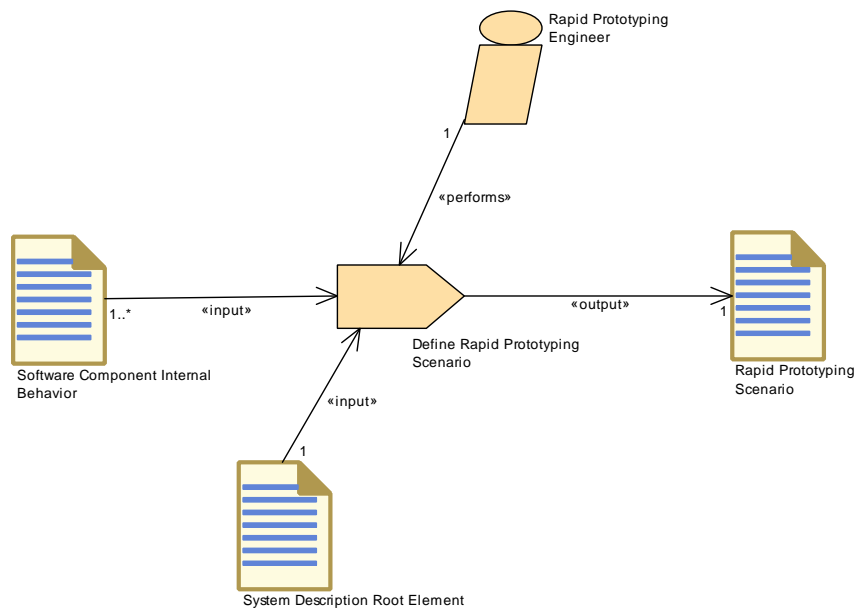 Rapid Prototyping
Engineer
1
«performs»
1..*
«input»
«output»
1
Define Rapid Prototyping
Scenario
Rapid Prototyping
Scenario
Software Component Internal
Behavior
«input»
1
System Description Root Element